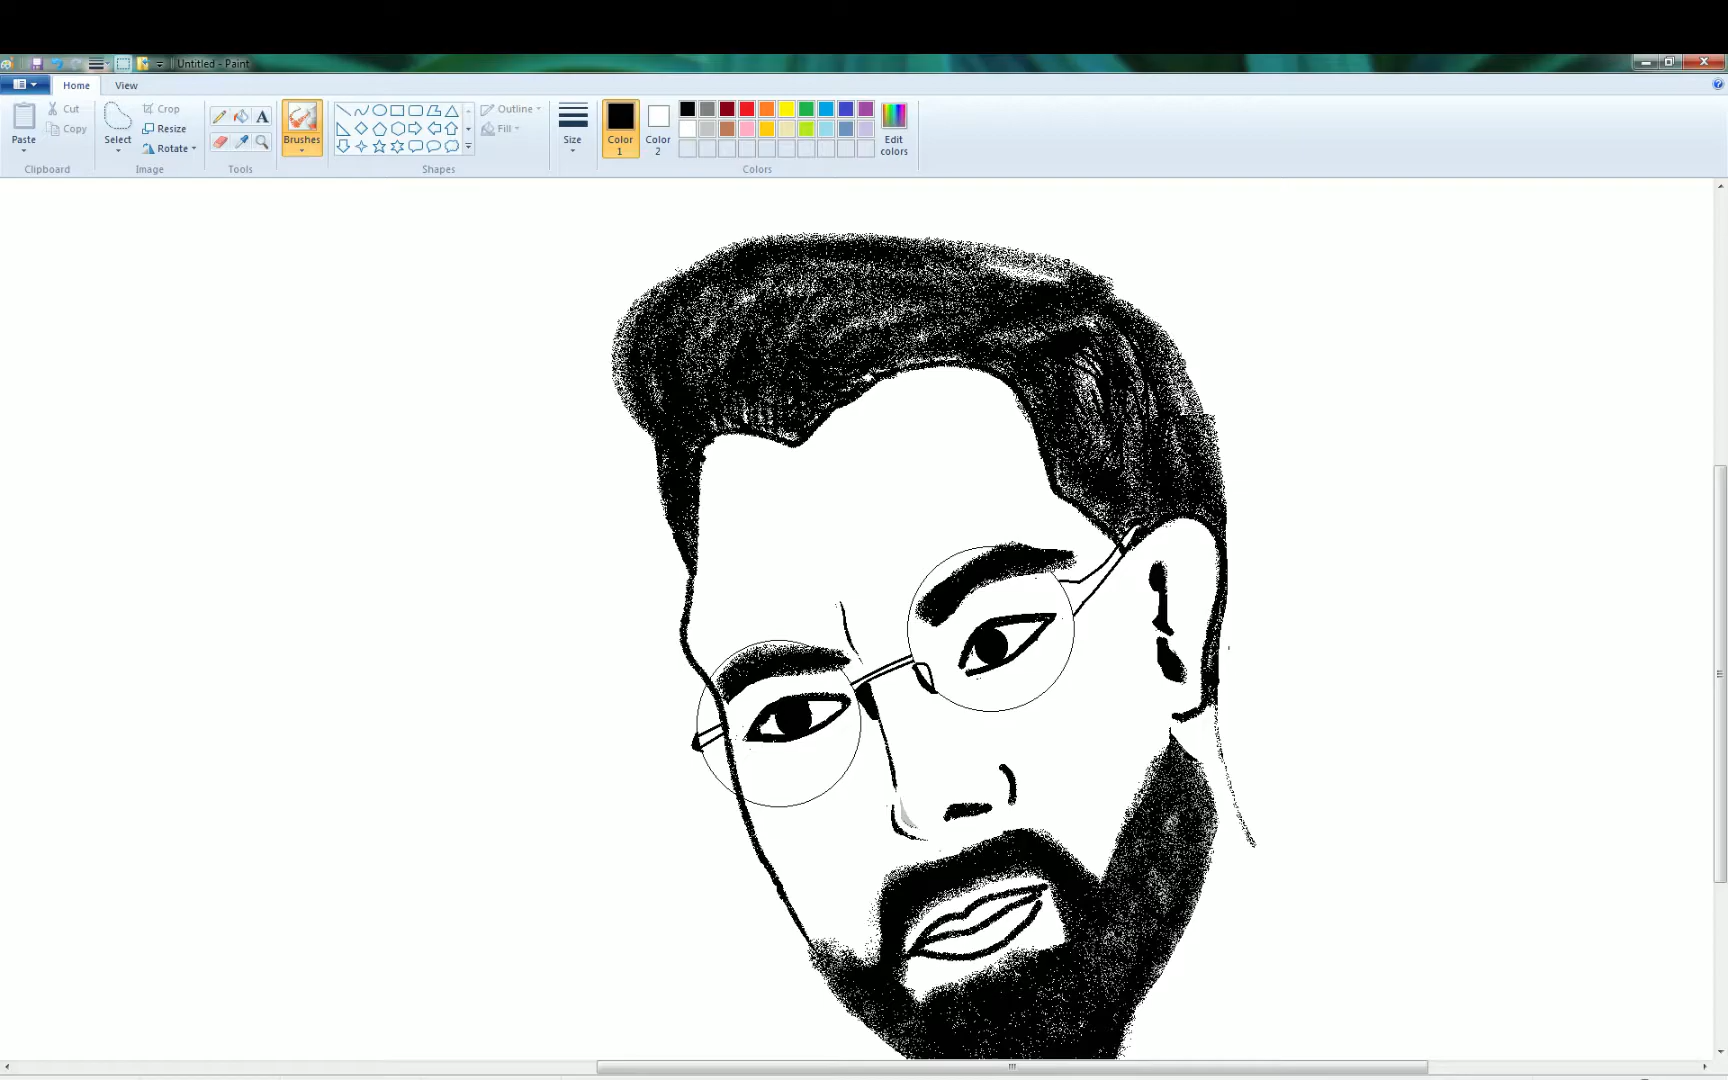 Untitled - Paint
Home View
Paste
Cut
Copy
Clipboard
Select
Crop
Resize
Rotate
Image
A
Tools
Brushes
Outline
Fill
Shapes
Size
Color
1
Color
2
Edit
colors
Colors